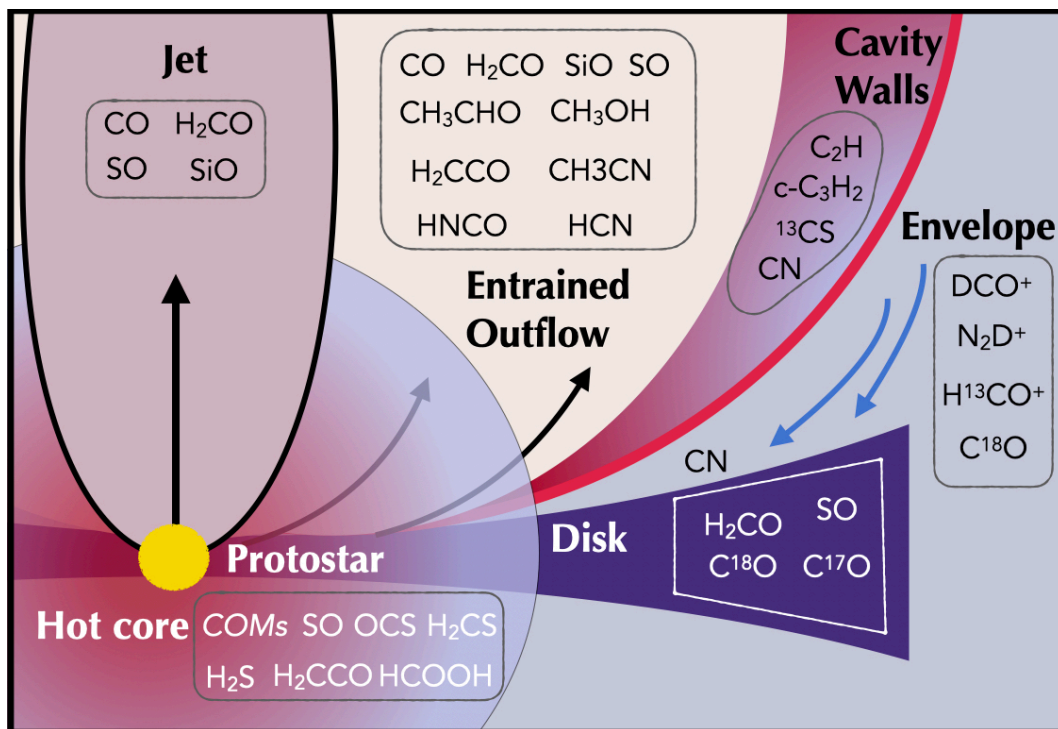 Jet
CO H₂CO
SO SiO
CO H₂CO SiO SO
CH₃CHO CH₃OH
H₂CCO CH3CN
HNCO HCN
Entrained
Outflow
Cavity
Walls
C₂H
c-C₃H₂
¹³CS
CN
Envelope
DCO⁺
N₂D⁺
H¹³CO⁺
C¹⁸O
CN
Disk
H₂CO SO
C¹⁸O C¹⁷O
Protostar
Hot core
COMs SO OCS H₂CS
H₂S H₂CCO HCOOH